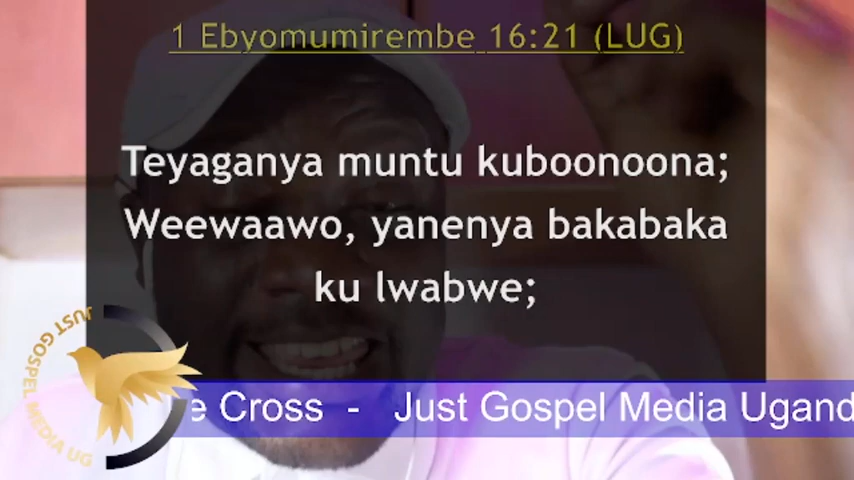 1 Ebyomumirembe 16:21 (LUG)
Teyaganya muntu kuboonoona;
Weewaawo, yanenya bakabaka
ku lwabwe;
JUST GOSPEL MEDIA UG
e Cross - Just Gospel Media Ugand